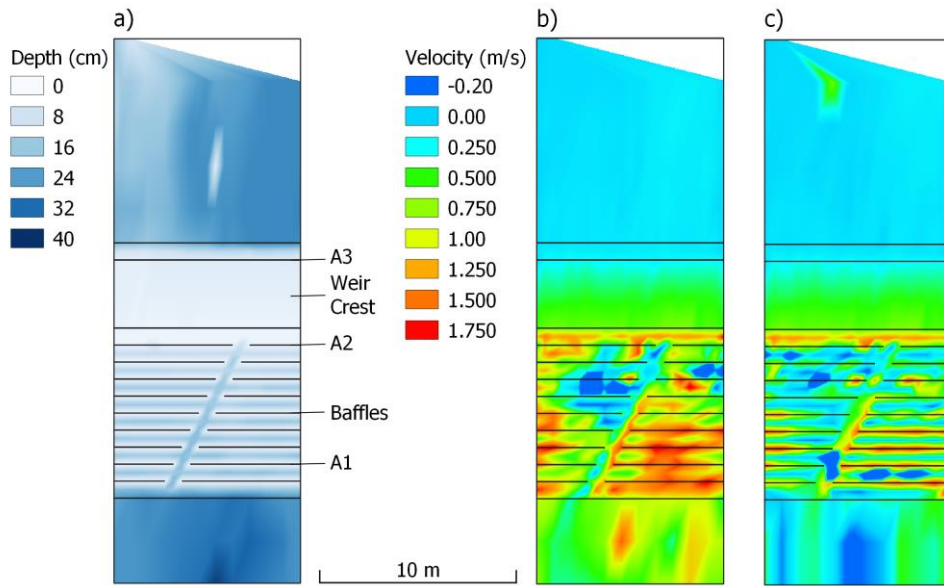 a)
Depth (cm)
0
8
16
24
32
40
A3
Weir
Crest
A2
Baffles
A1
10 m
Velocity (m/s)
-0.20
0.00
0.250
0.500
0.750
1.00
1.250
1.500
1.750
b)
c)